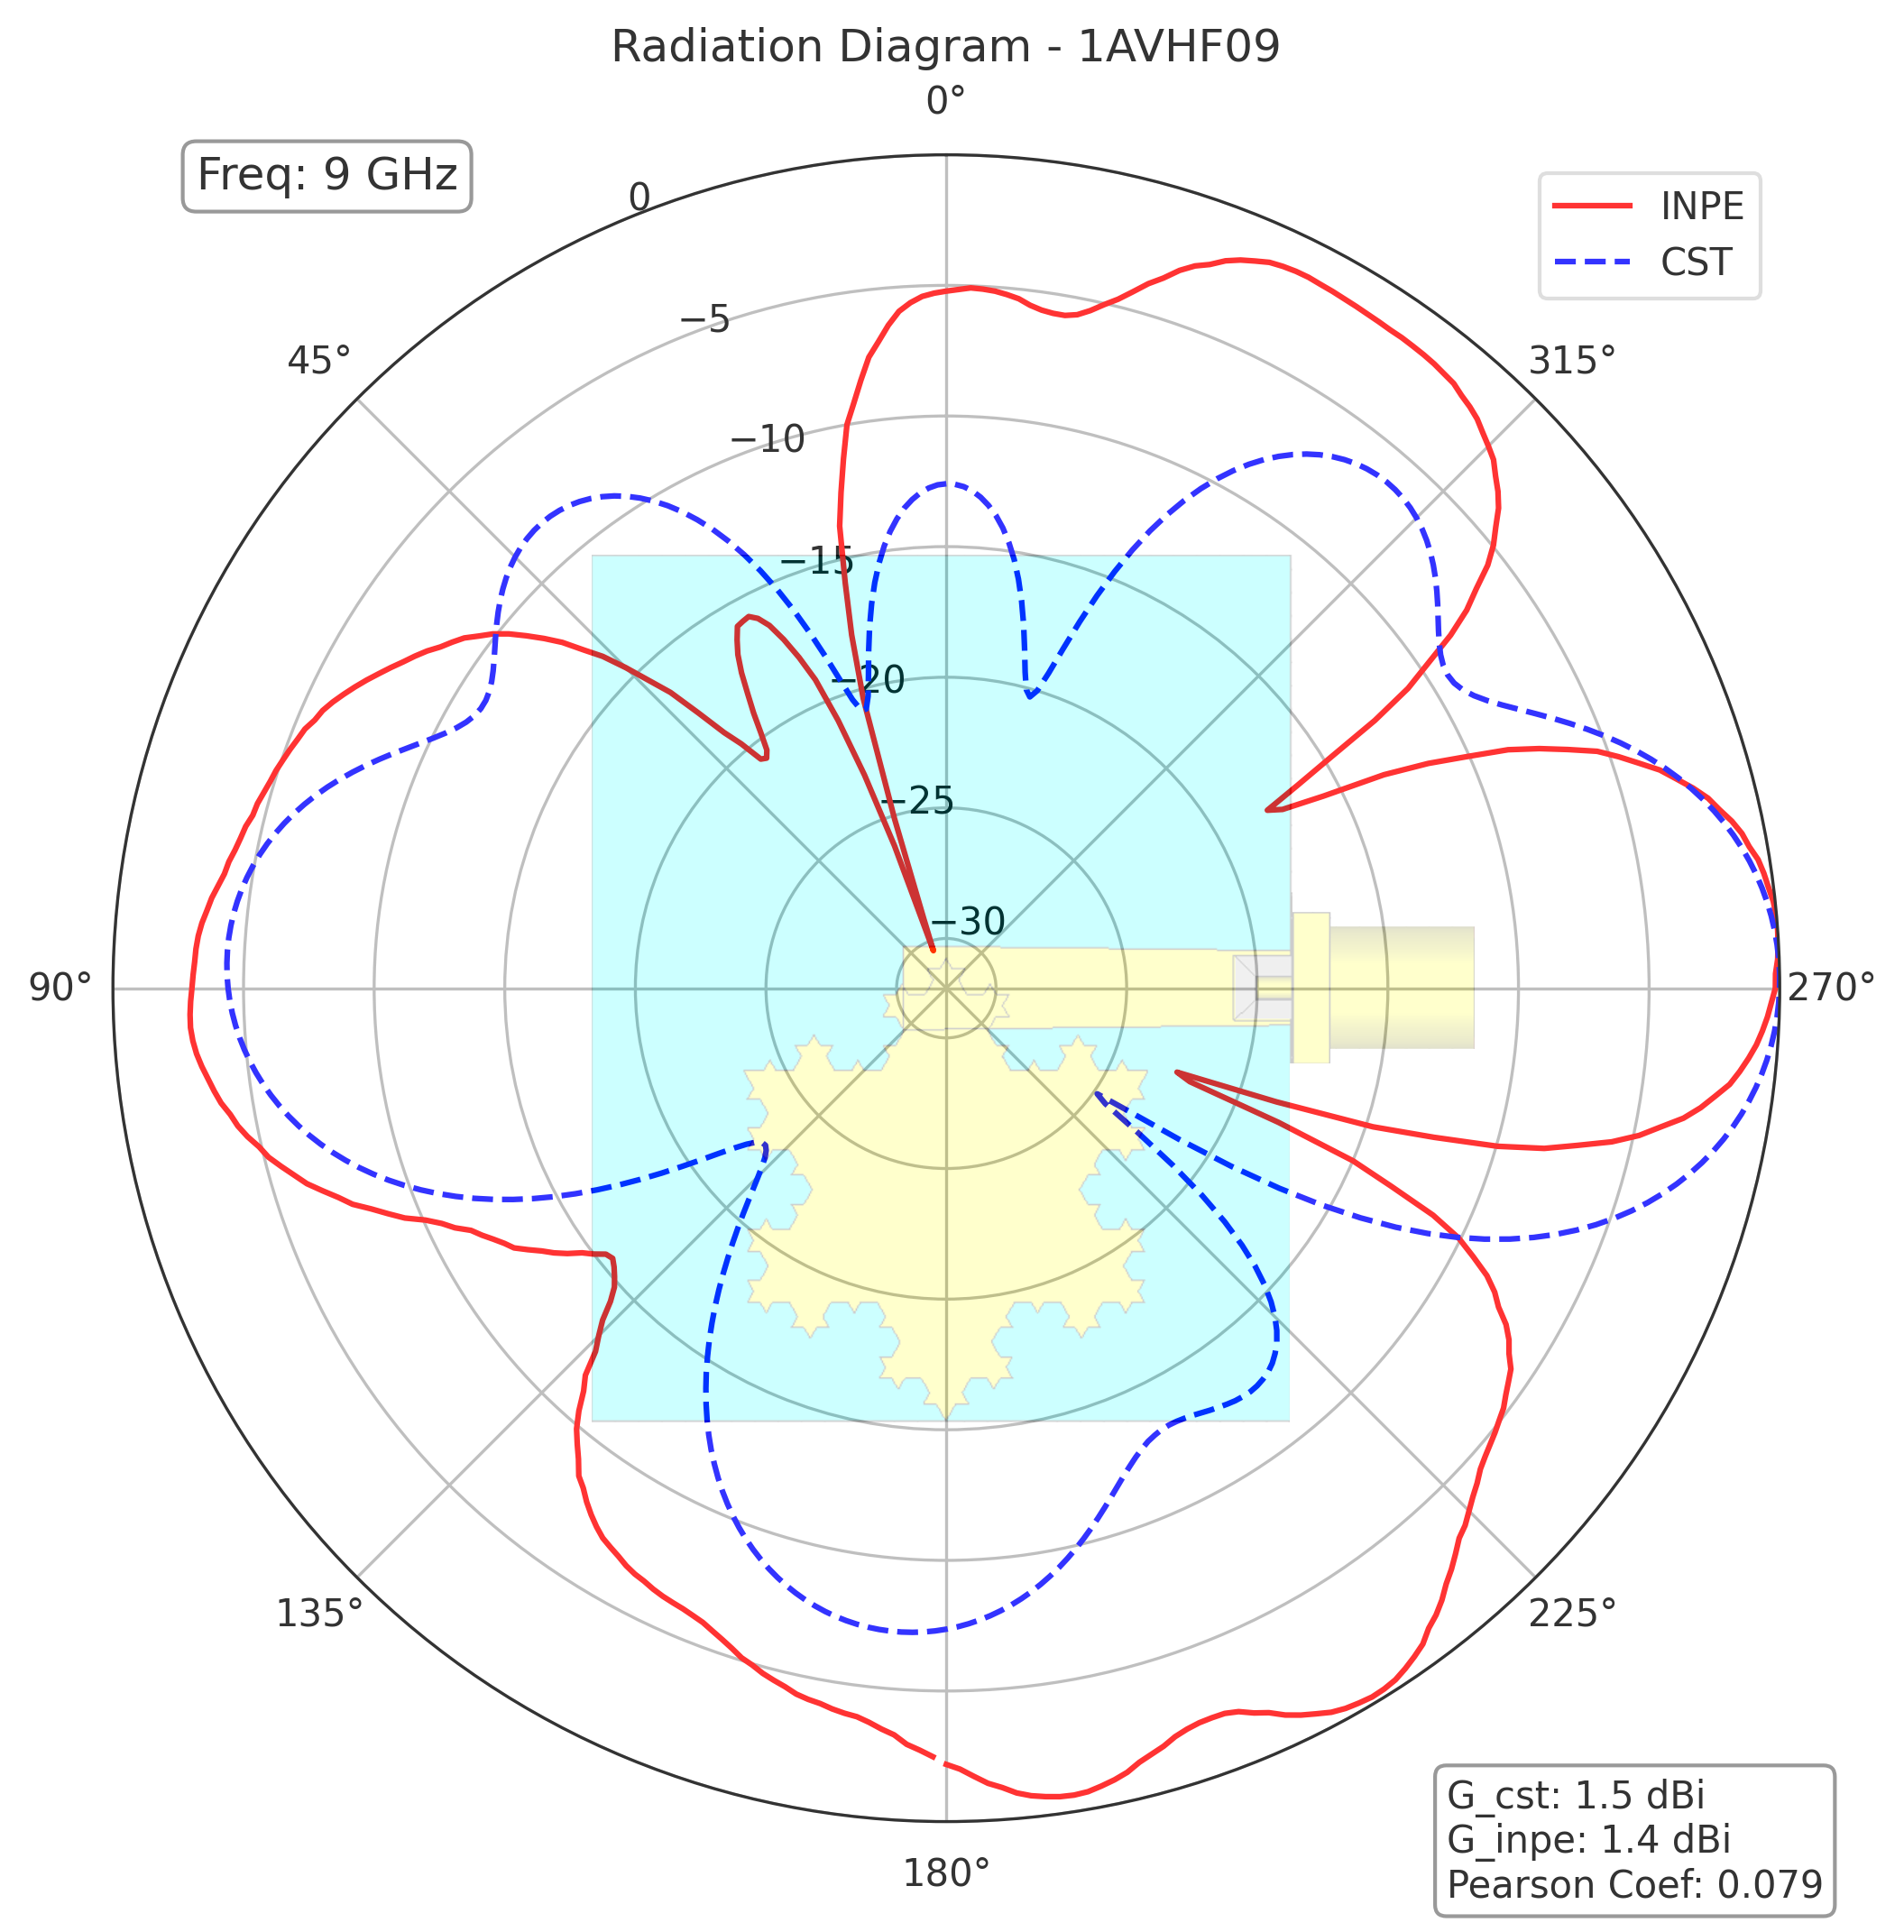 Radiation Diagram - 1AVHF09
0°
Freq: 9 GHz
INPE
CST
0
−5
45°
315°
−10
−15
−20
−25
−30
90°
270°
135°
225°
180°
G_cst: 1.5 dBi
G_inpe: 1.4 dBi
Pearson Coef: 0.079